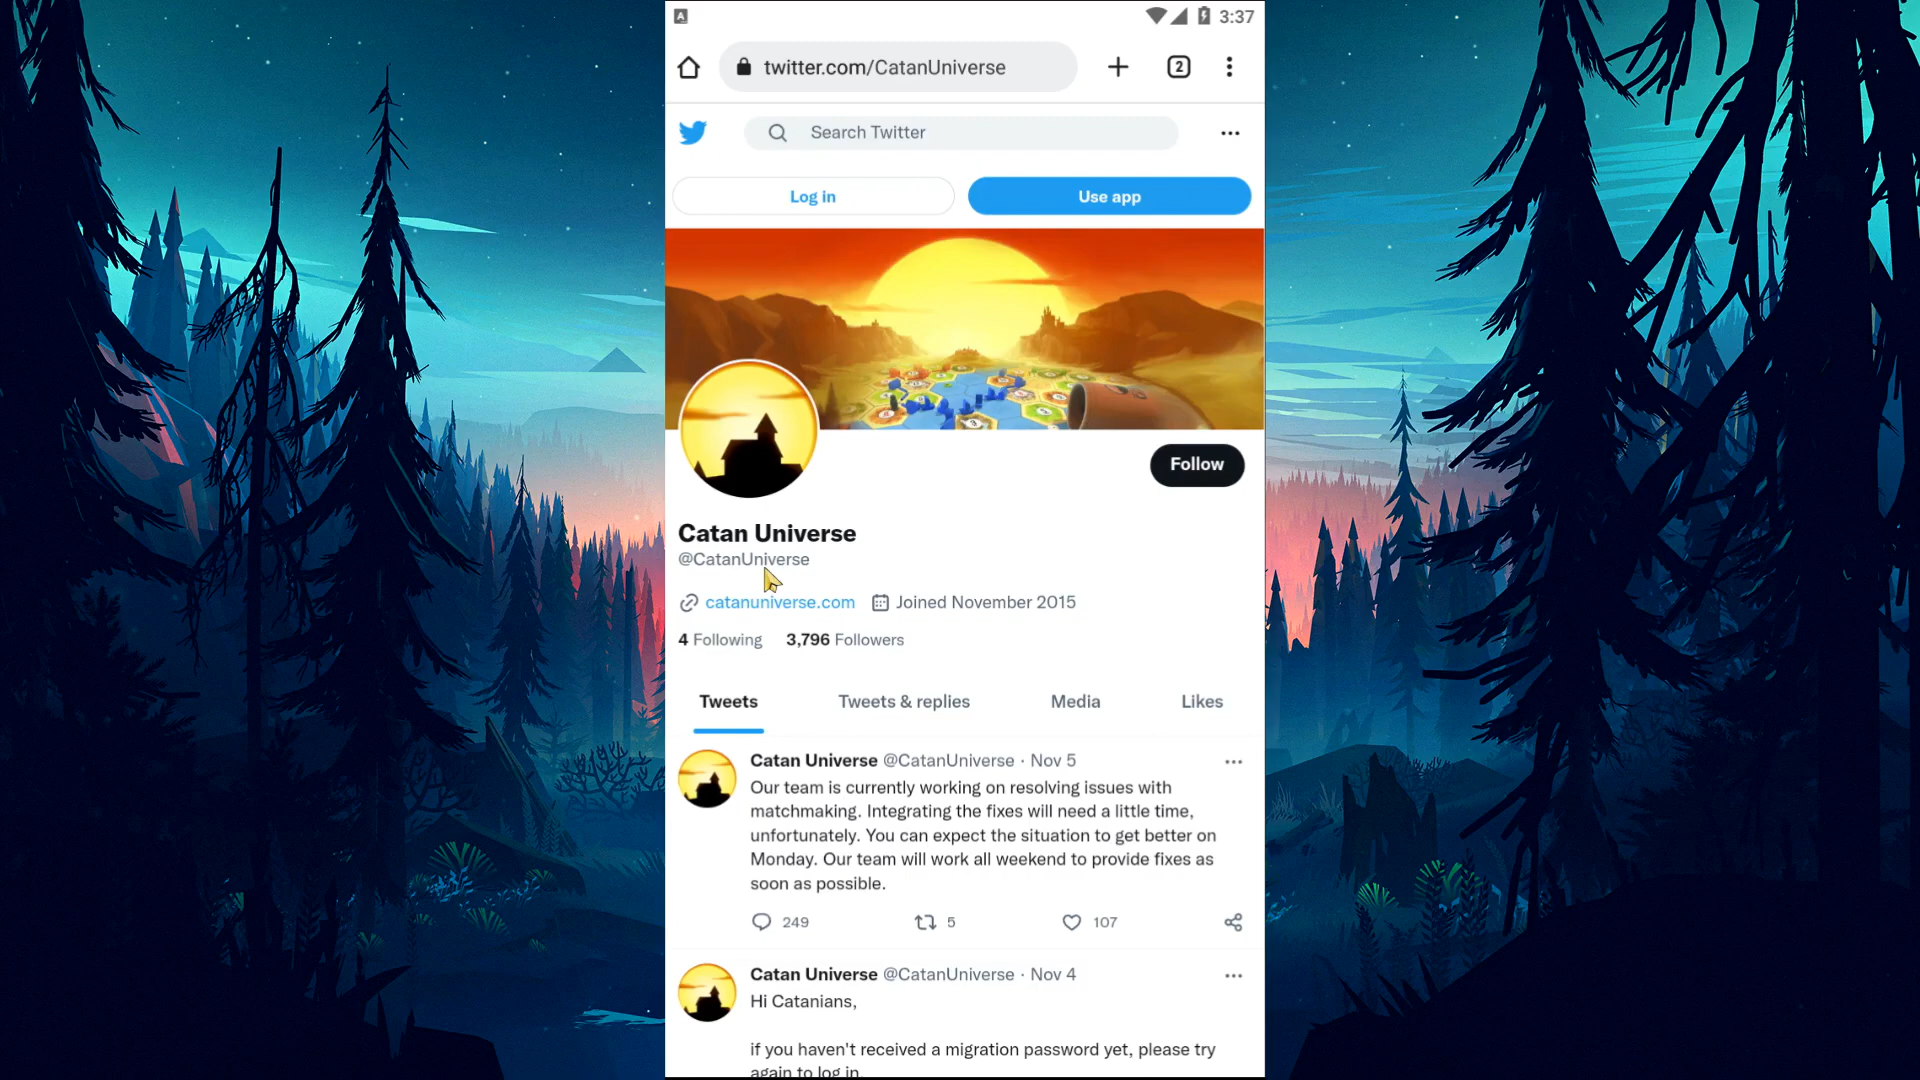 A
3:37
twitter.com/CatanUniverse
2
Search Twitter
Log in
Use app
Follow
Catan Universe
@CatanUniverse
catanuniverse.com
Joined November 2015
4 Following
3,796 Followers
Tweets
Tweets & replies
Media
Likes
Catan Universe @CatanUniverse · Nov 5
Our team is currently working on resolving issues with
matchmaking. Integrating the fixes will need a little time,
unfortunately. You can expect the situation to get better on
Monday. Our team will work all weekend to provide fixes as
soon as possible.
249
5
107
Catan Universe @CatanUniverse · Nov 4
Hi Catanians,
if you haven't received a migration password yet, please try
again to log in.